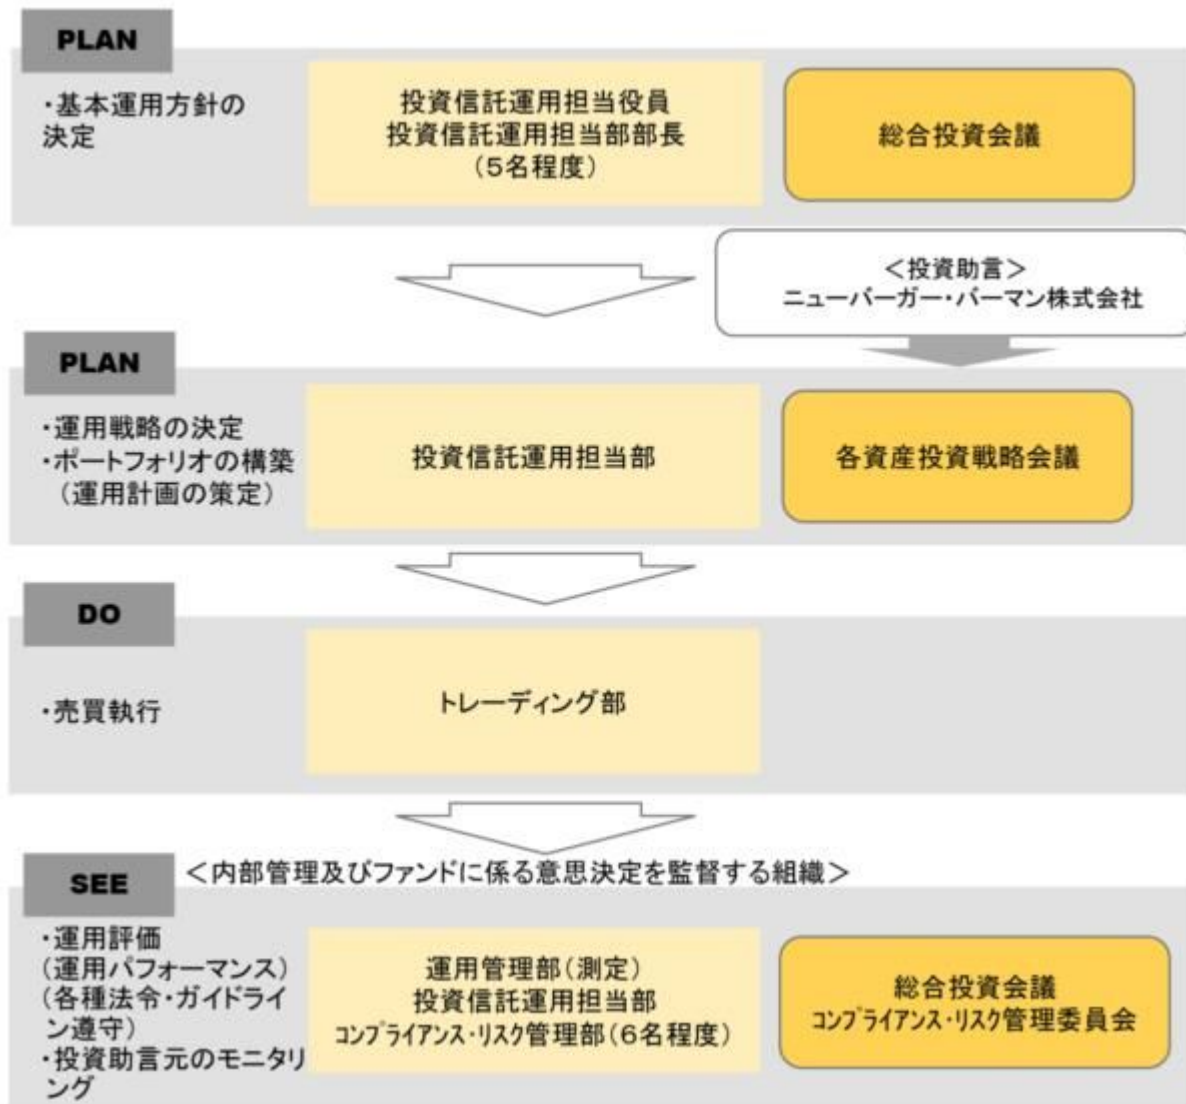 PLAN
・基本運用方針の
決定
投資信託運用担当役員
投資信託運用担当部部長
(５名程度)
総合投資会議
＜投資助言＞
ニューバーガー・バーマン株式会社
PLAN
・運用戦略の決定
・ポートフォリオの構築
(運用計画の策定)
投資信託運用担当部
各資産投資戦略会議
DO
・売買執行
トレーディング部
SEE
＜内部管理及びファンドに係る意思決定を監督する組織＞
・運用評価
(運用パフォーマンス)
(各種法令・ガイドライ
ン遵守)
・投資助言元のモニタリ
ング
運用管理部(測定)
投資信託運用担当部
ｺﾝﾌﾟﾗｲｱﾝｽ・ﾘｽｸ管理部(６名程度)
総合投資会議
ｺﾝﾌﾟﾗｲｱﾝｽ・ﾘｽｸ管理委員会